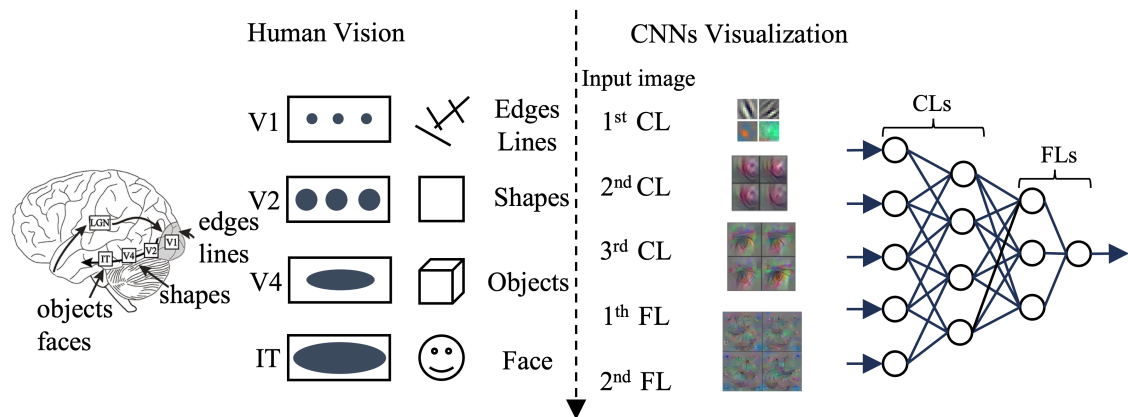 Human Vision
CNNs Visualization
Input image
V1
Edges
Lines
V2
Shapes
V4
Objects
IT
Face
LGN
V1
V2
V4
IT
edges
lines
shapes
objects
faces
1st CL
2nd CL
3rd CL
1th FL
2nd FL
CLs
FLs